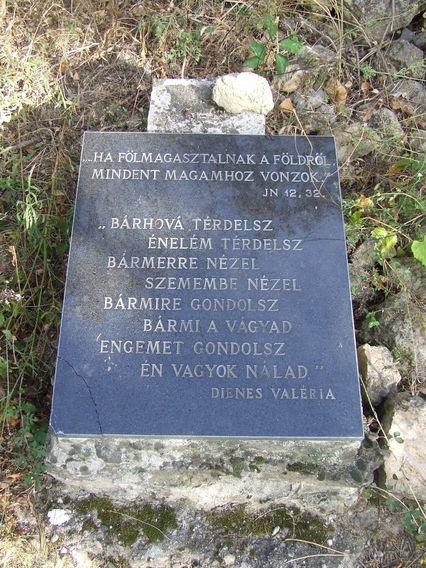 „...HA FÖLMAGASZTALNAK A FÖLDRŐL,
MINDENT MAGAMHOZ VONZOK."
JN 12, 32.
„BÁRHOVÁ TÉRDELSZ
ÉNELÉM TÉRDELSZ
BÁRMERRE NÉZEL
SZEMEMBE NÉZEL
BÁRMIRE GONDOLSZ
BÁRMI A VÁGYAD
ENGEMET GONDOLSZ
ÉN VAGYOK NÁLAD"
DIENES VALÉRIA